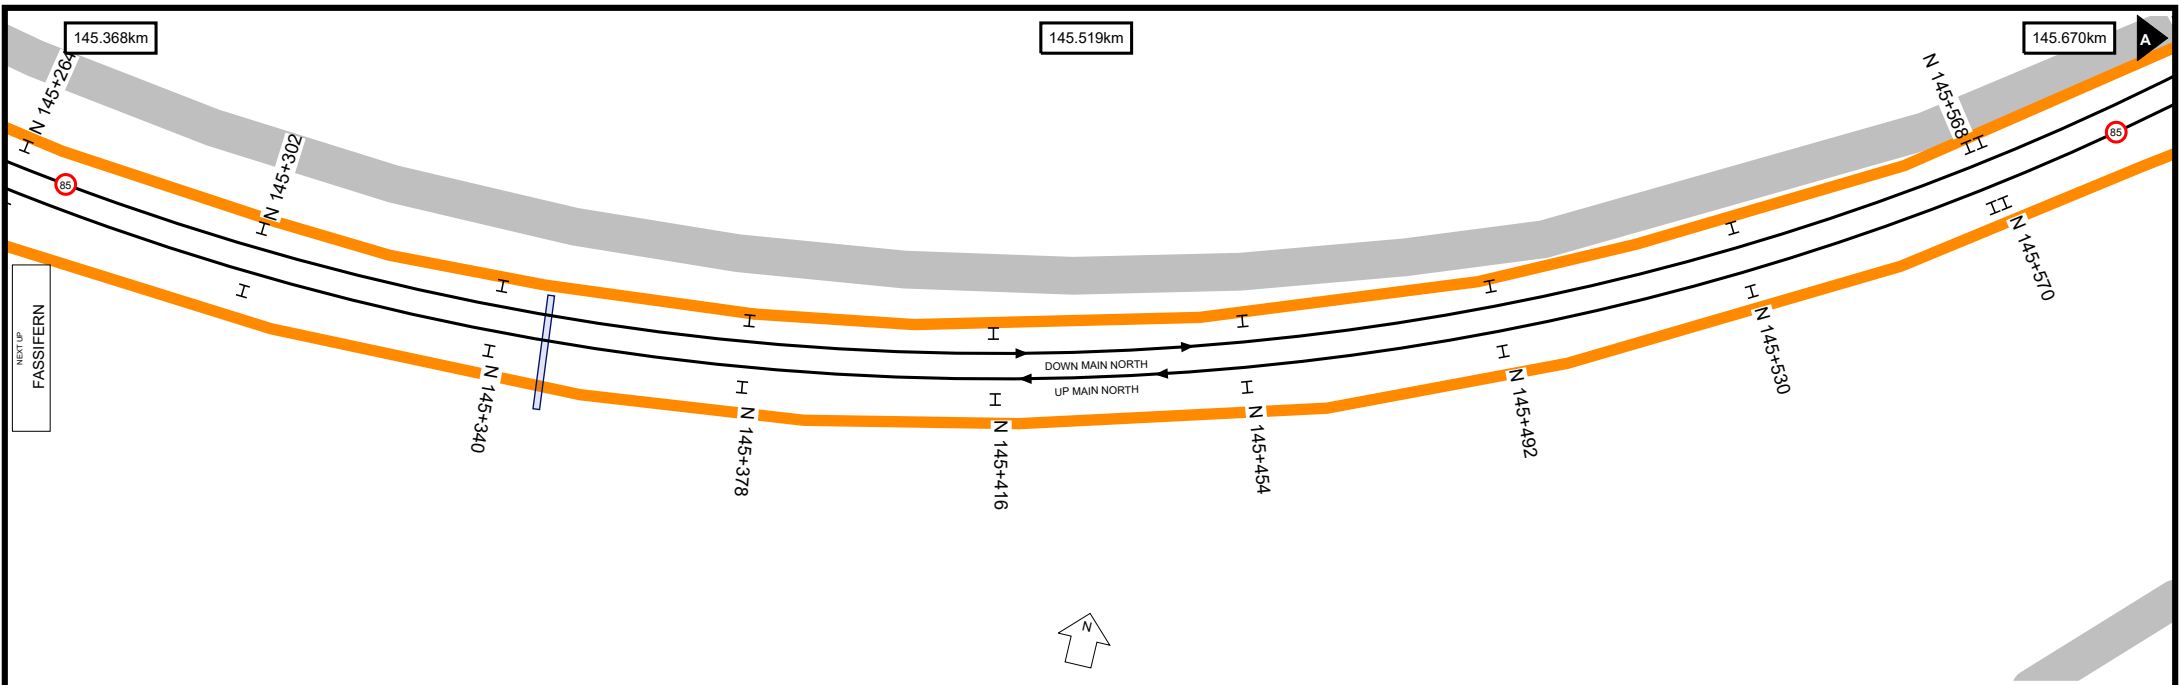 145.368km
145.519km
145.670km
A
N 145+264
N 145+302
N 145+568
85
85
NEXT UP
FASSIFERN
DOWN MAIN NORTH
UP MAIN NORTH
N 145+340
N 145+378
N 145+416
N 145+454
N 145+492
N 145+530
N 145+570
N